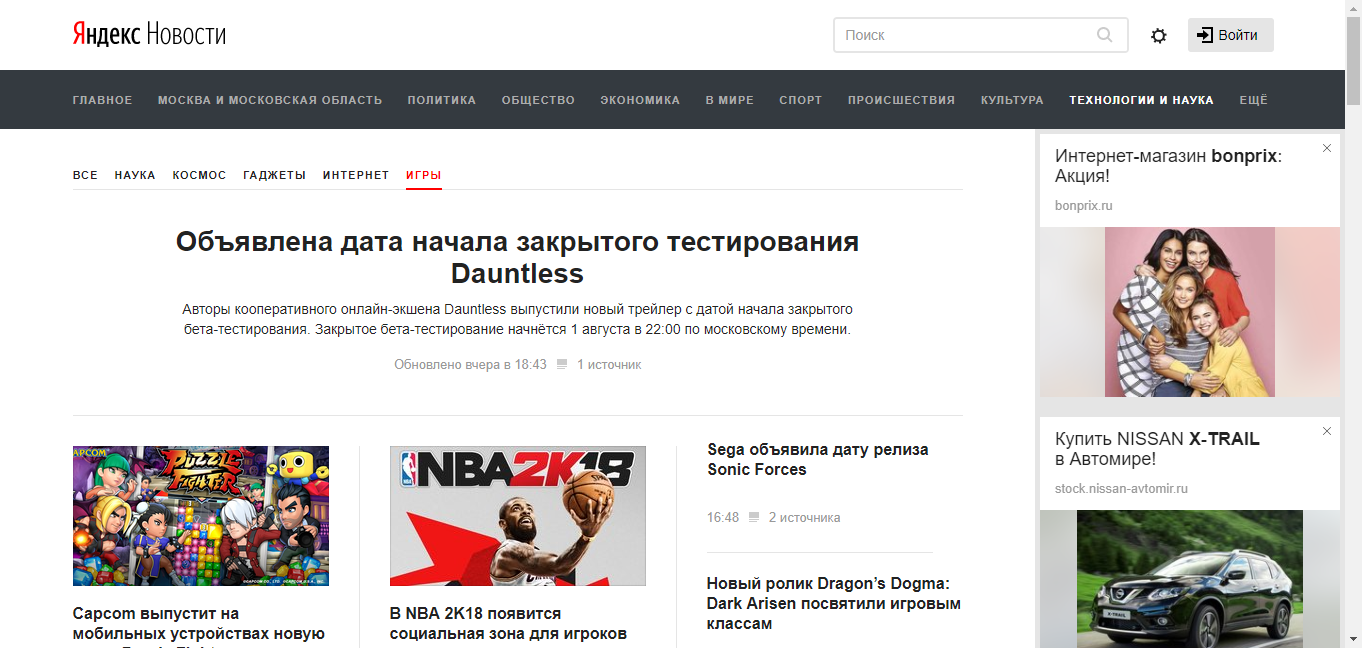 Яндекс Новости
Поиск
Войти
ГЛАВНОЕ МОСКВА И МОСКОВСКАЯ ОБЛАСТЬ ПОЛИТИКА ОБЩЕСТВО ЭКОНОМИКА В МИРЕ СПОРТ ПРОИСШЕСТВИЯ КУЛЬТУРА ТЕХНОЛОГИИ И НАУКА ЕЩЁ
ВСЕ НАУКА КОСМОС ГАДЖЕТЫ ИНТЕРНЕТ ИГРЫ
Объявлена дата начала закрытого тестирования
Dauntless
Авторы кооперативного онлайн-экшена Dauntless выпустили новый трейлер с датой начала закрытого
бета-тестирования. Закрытое бета-тестирование начнётся 1 августа в 22:00 по московскому времени.
Обновлено вчера в 18:43 1 источник
CAPCOM
PUZZLE
FIGHTER
Capcom выпустит на
мобильных устройствах новую
NBA 2K18
В NBA 2K18 появится
социальная зона для игроков
Sega объявила дату релиза
Sonic Forces
16:48 2 источника
Новый ролик Dragon’s Dogma:
Dark Arisen посвятили игровым
классам
Интернет-магазин bonprix:
Акция!
bonprix.ru
Купить NISSAN X-TRAIL
в Автомире!
stock.nissan-avtomir.ru
X-TRAIL